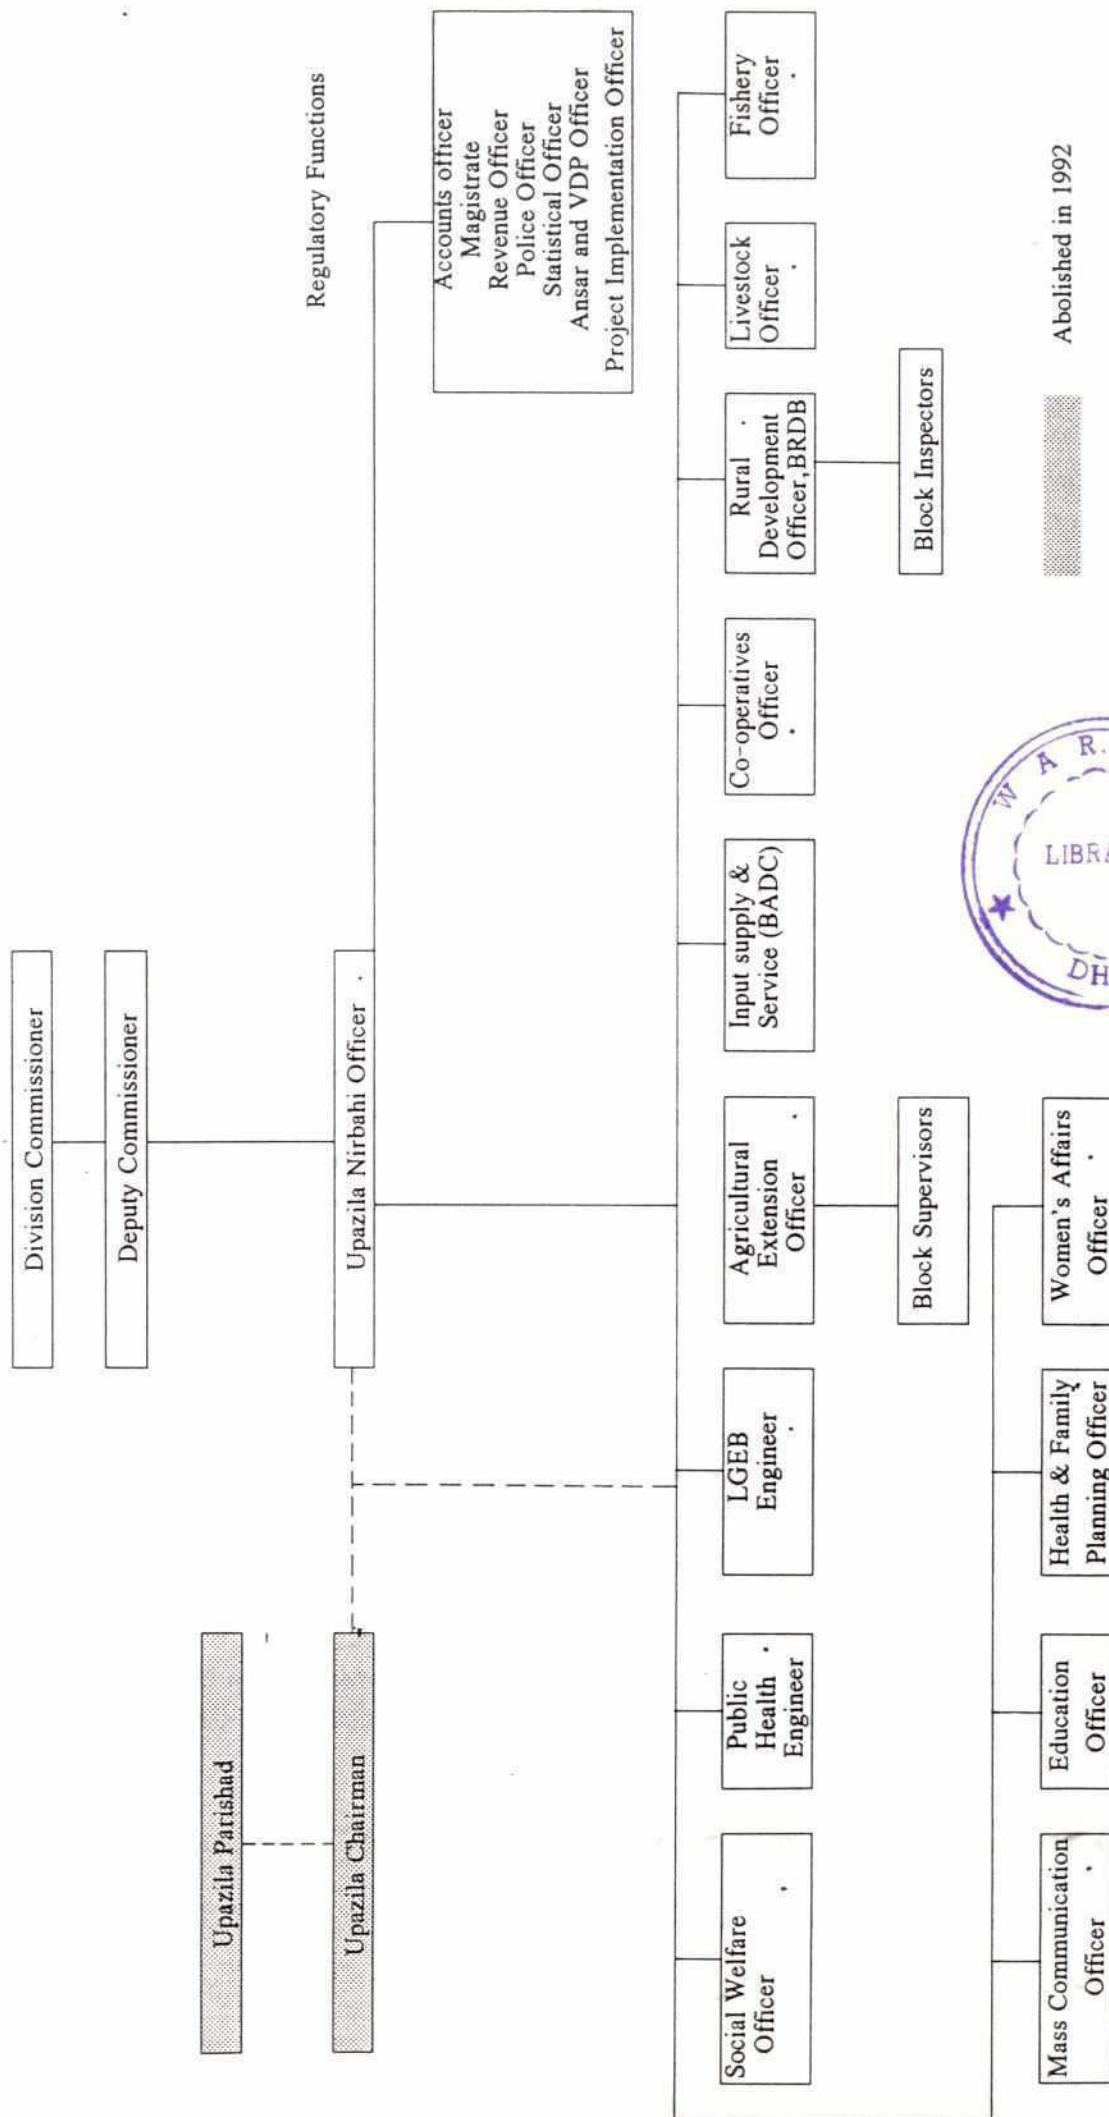 Division Commissioner
Deputy Commissioner
Upazila Parishad
Upazila Chairman
Upazila Nirbahi Officer
Regulatory Functions
Accounts officer
Magistrate
Revenue Officer
Police Officer
Statistical Officer
Ansar and VDP Officer
Project Implementation Officer
Social Welfare
Officer
Public
Health
Engineer
LGEB
Engineer
Agricultural
Extension
Officer
Input supply &
Service (BADC)
Co-operatives
Officer
Rural
Development
Officer,BRDB
Livestock
Officer
Fishery
Officer
Block Supervisors
Block Inspectors
Mass Communication
Officer
Education
Officer
Health & Family
Planning Officer
Women's Affairs
Officer
Abolished in 1992
W A R.
DH